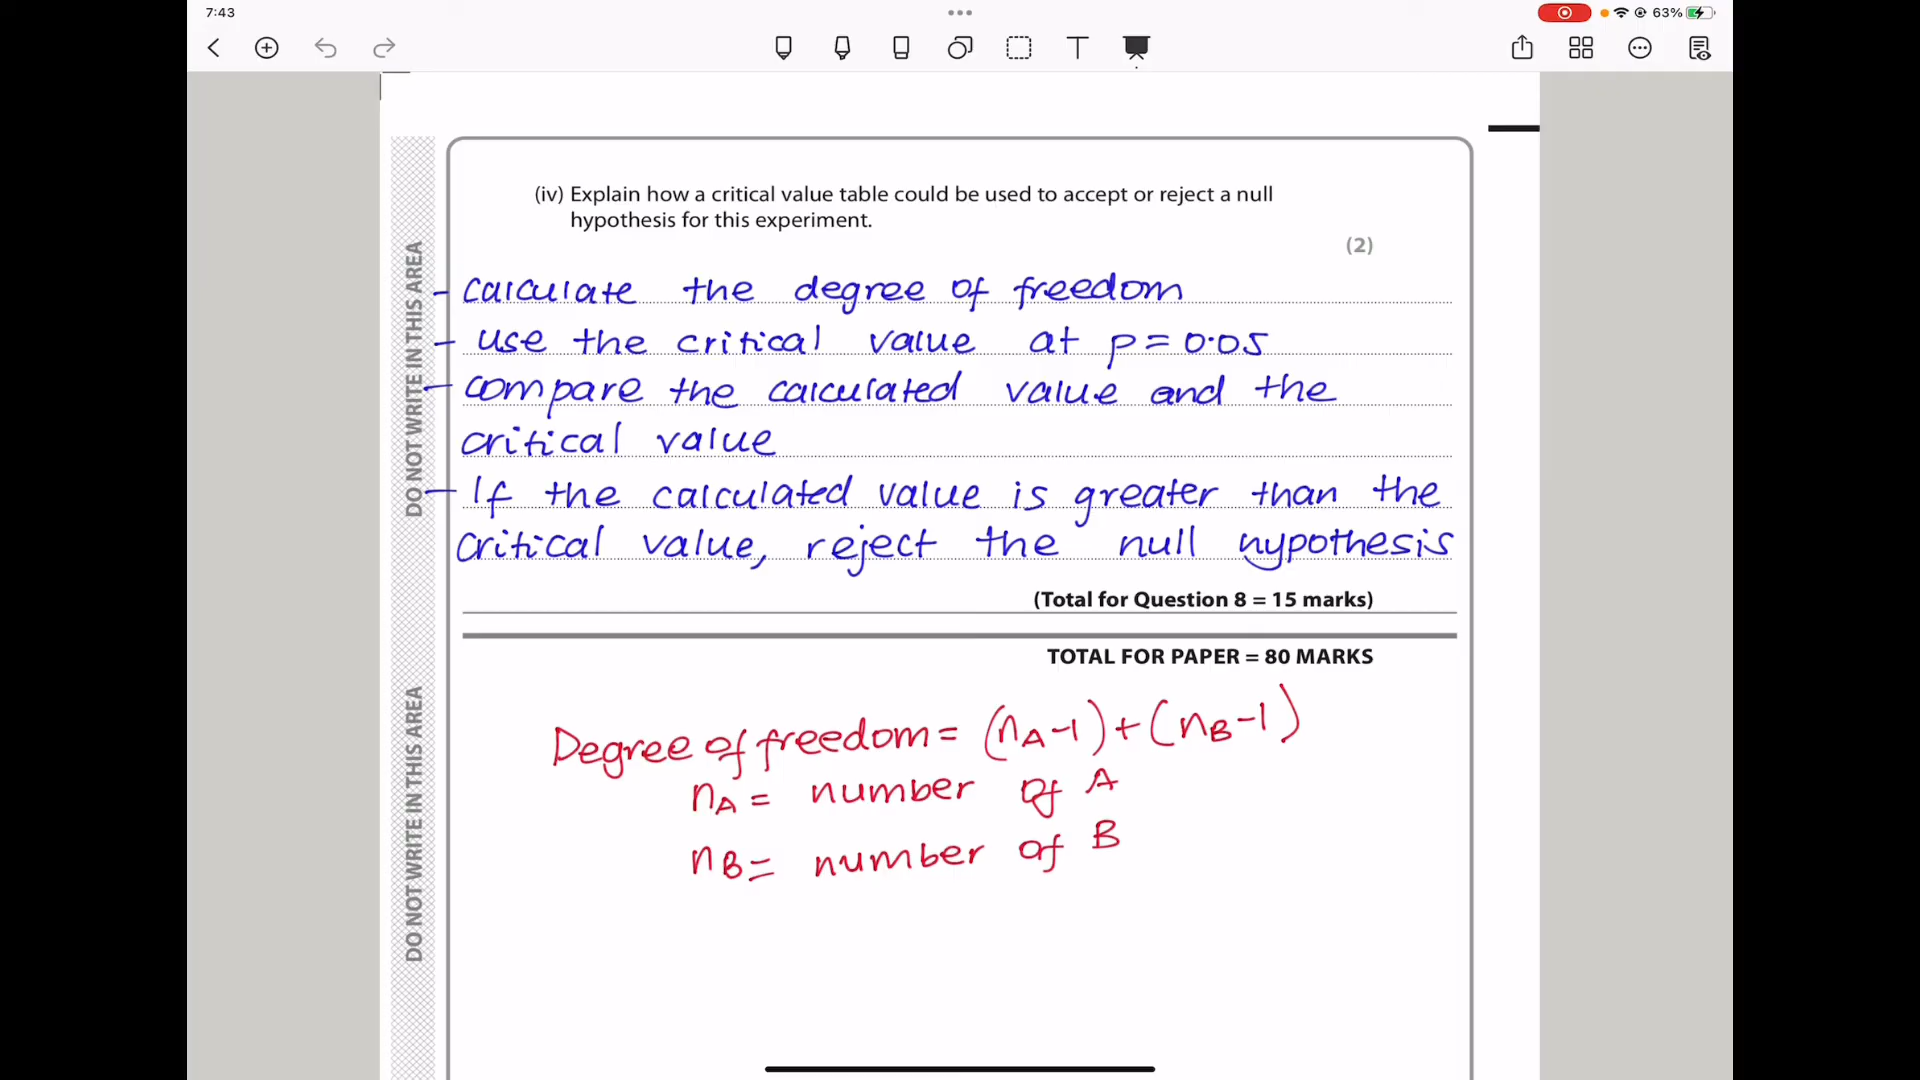 7:43
63%
(iv) Explain how a critical value table could be used to accept or reject a null
hypothesis for this experiment.
(2)
- calculate the degree of freedom
- use the critical value at p = 0.05
- compare the calculated value and the
critical value
- If the calculated value is greater than the
critical value, reject the null hypothesis
(Total for Question 8 = 15 marks)
TOTAL FOR PAPER = 80 MARKS
Degree of freedom = (nA-1)+(nB-1)
nA = number of A
nB = number of B
DO NOT WRITE IN THIS AREA
DO NOT WRITE IN THIS AREA